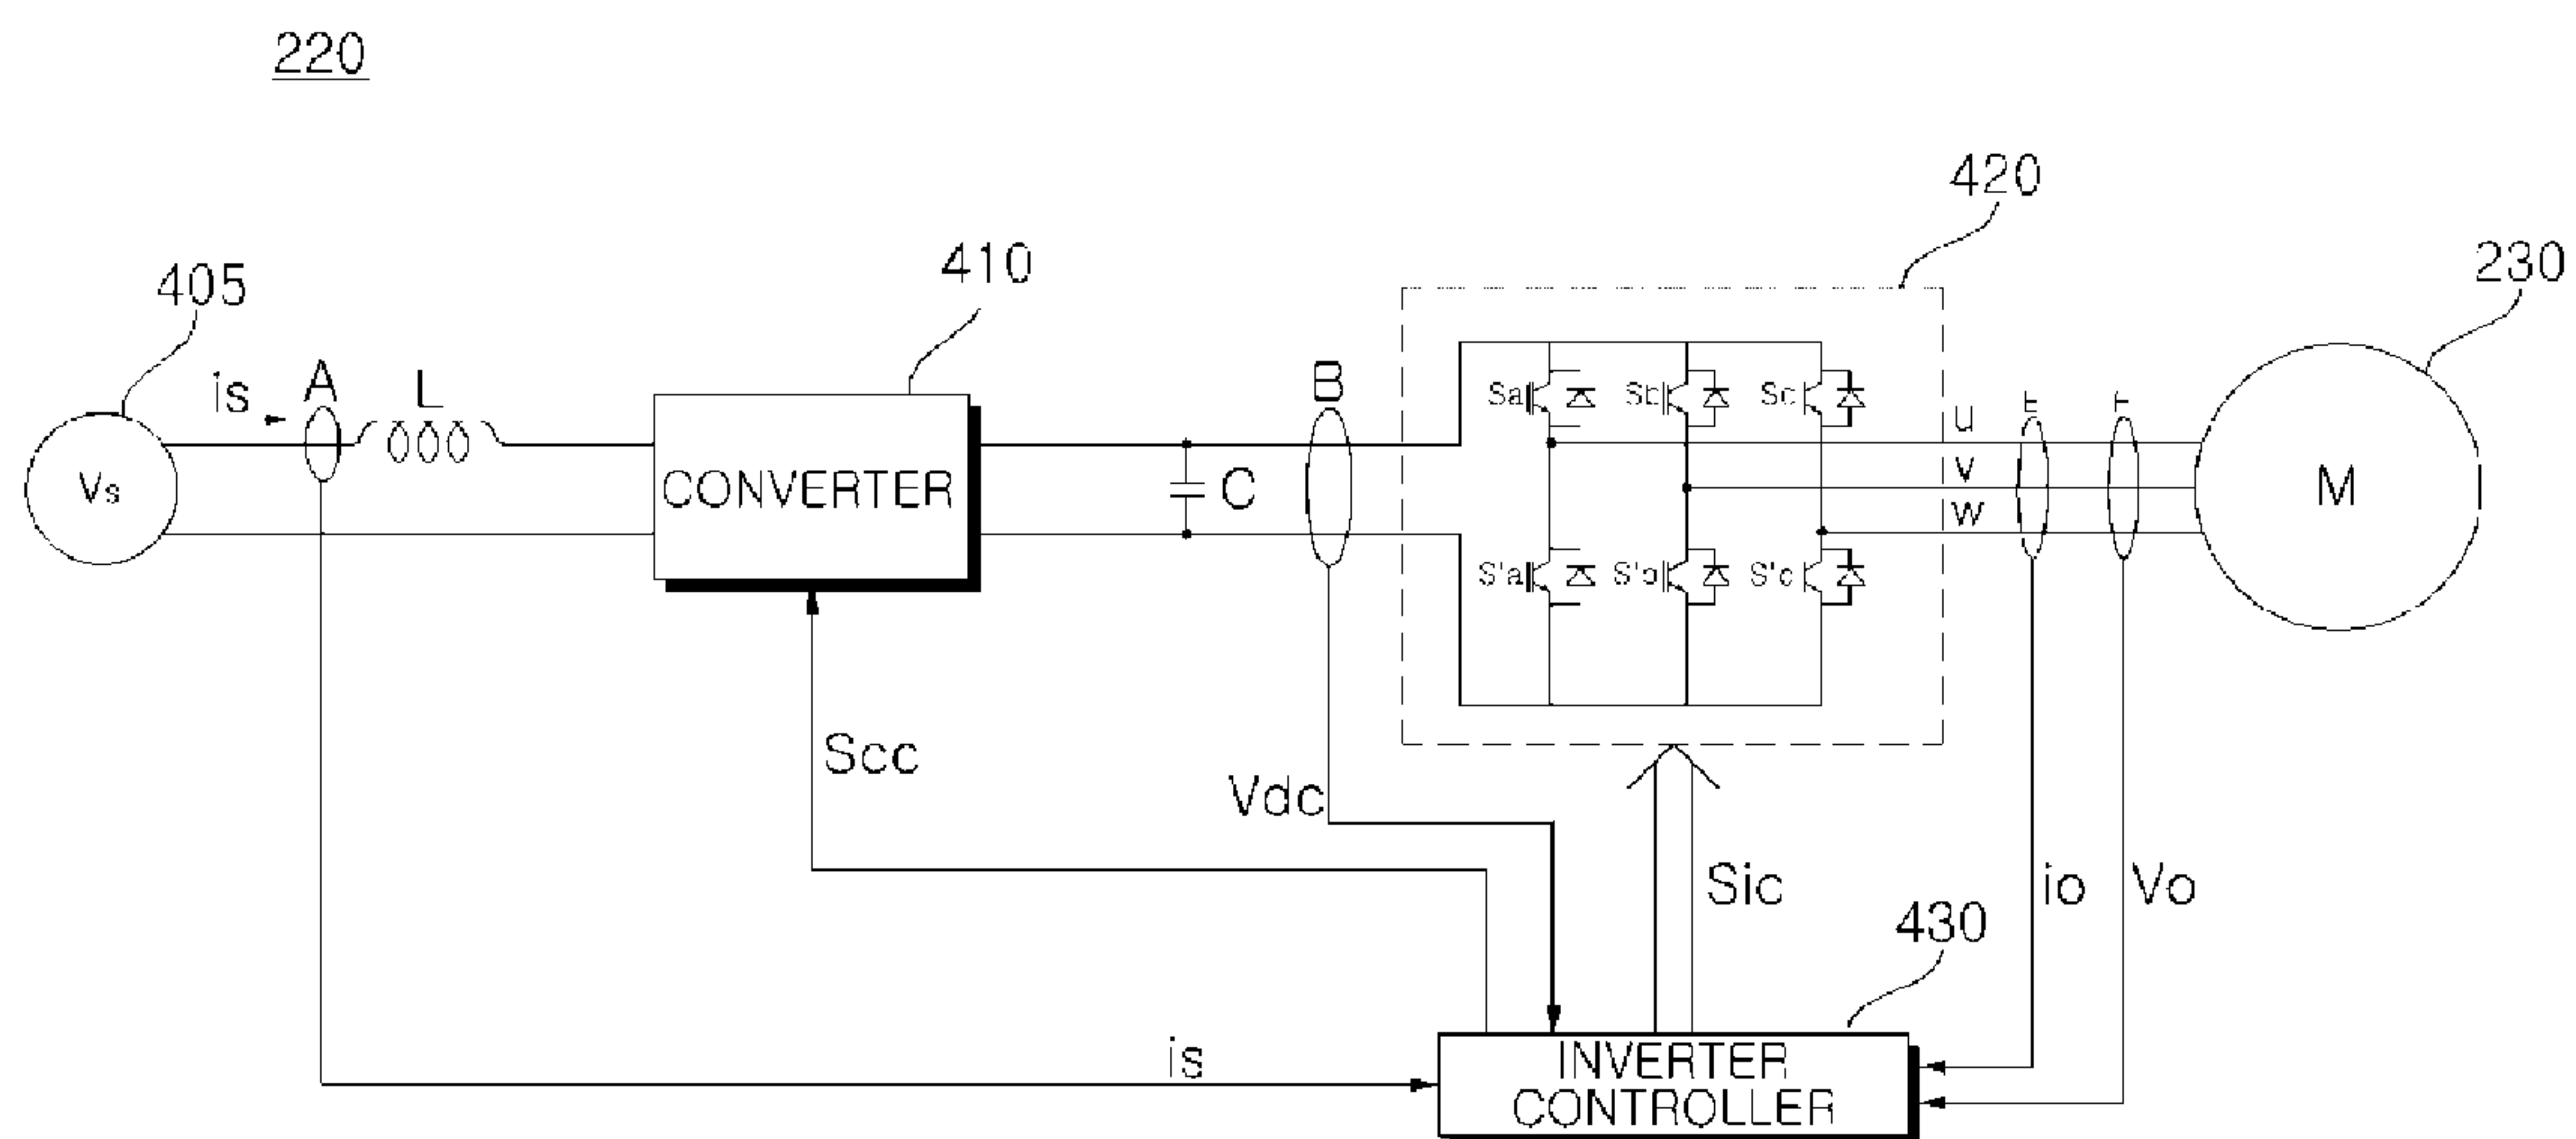 220
420
230
405
410
is
A
L
B
Sa
Sb
Sc
u
E
F
Vs
CONVERTER
C
v
M
w
S'a
S'b
S'c
Scc
Vdc
Sic
io
Vo
430
is
INVERTER
CONTROLLER